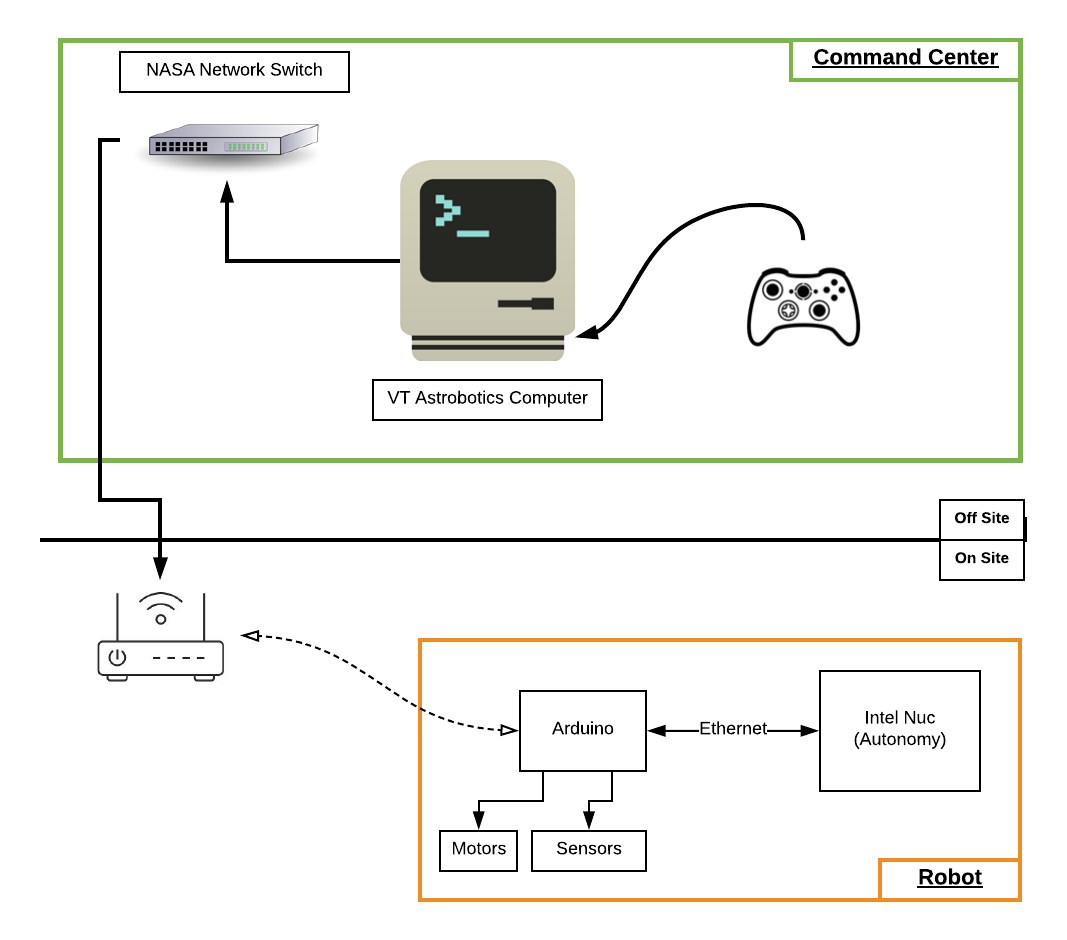 NASA Network Switch
Command Center
>_
VT Astrobotics Computer
Off Site
On Site
Arduino
Ethernet
Intel Nuc
(Autonomy)
Motors
Sensors
Robot